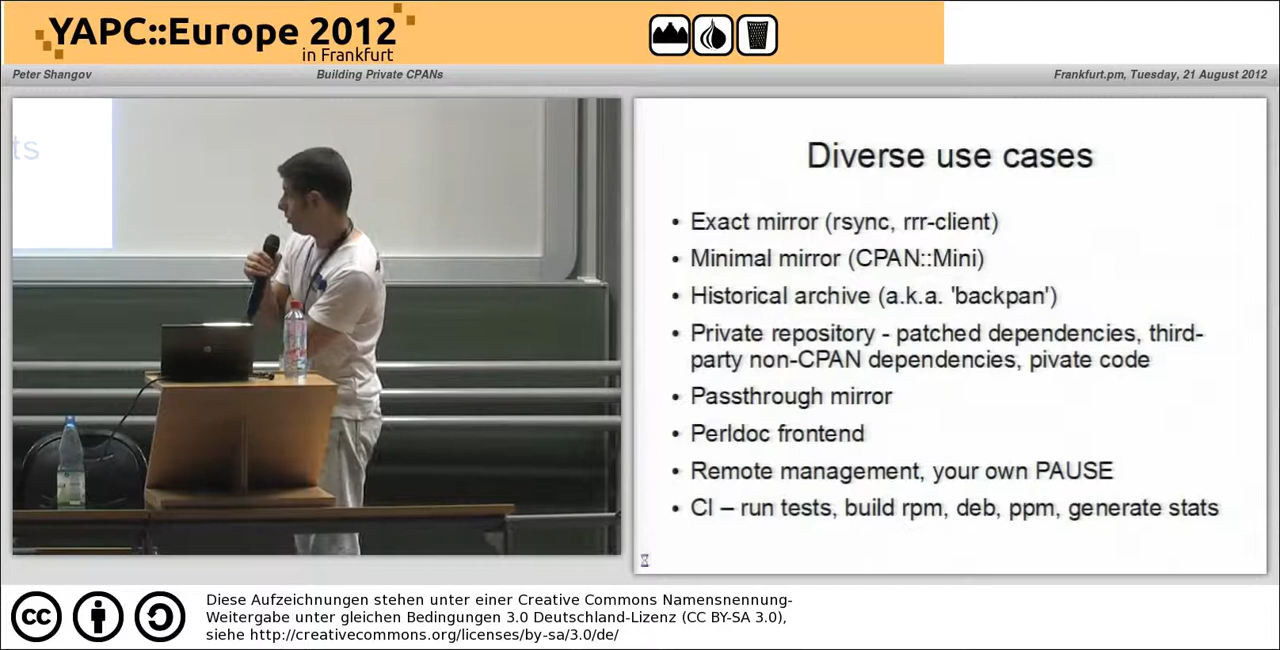 YAPC::Europe 2012
in Frankfurt
Peter Shangov
Building Private CPANs
Frankfurt.pm, Tuesday, 21 August 2012
ts
Diverse use cases
• Exact mirror (rsync, rrr-client)
• Minimal mirror (CPAN::Mini)
• Historical archive (a.k.a. 'backpan')
• Private repository - patched dependencies, third-
party non-CPAN dependencies, pivate code
• Passthrough mirror
• Perldoc frontend
• Remote management, your own PAUSE
• CI – run tests, build rpm, deb, ppm, generate stats
cc
Diese Aufzeichnungen stehen unter einer Creative Commons Namensnennung-
Weitergabe unter gleichen Bedingungen 3.0 Deutschland-Lizenz (CC BY-SA 3.0),
siehe http://creativecommons.org/licenses/by-sa/3.0/de/